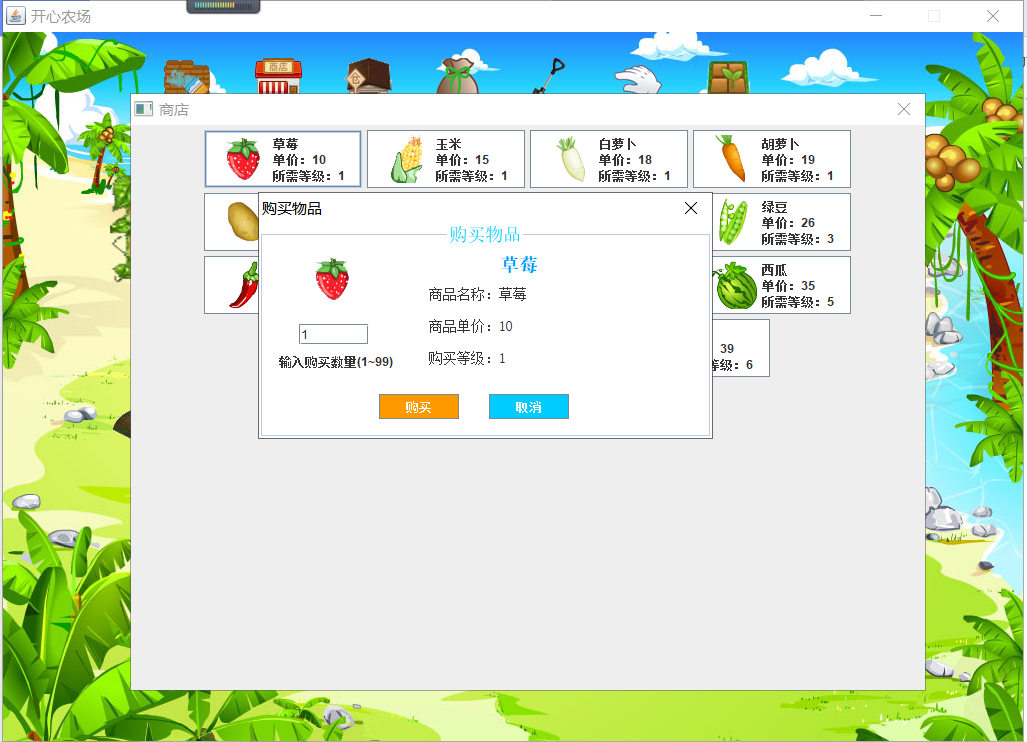 开心农场
商店
商店
草莓
单价：10
所需等级：1
玉米
单价：15
所需等级：1
白萝卜
单价：18
所需等级：1
胡萝卜
单价：19
所需等级：1
绿豆
单价：26
所需等级：3
西瓜
单价：35
所需等级：5
39
等级：6
购买物品
购买物品
草莓
商品名称：草莓
商品单价：10
购买等级：1
1
输入购买数量(1~99)
购买
取消